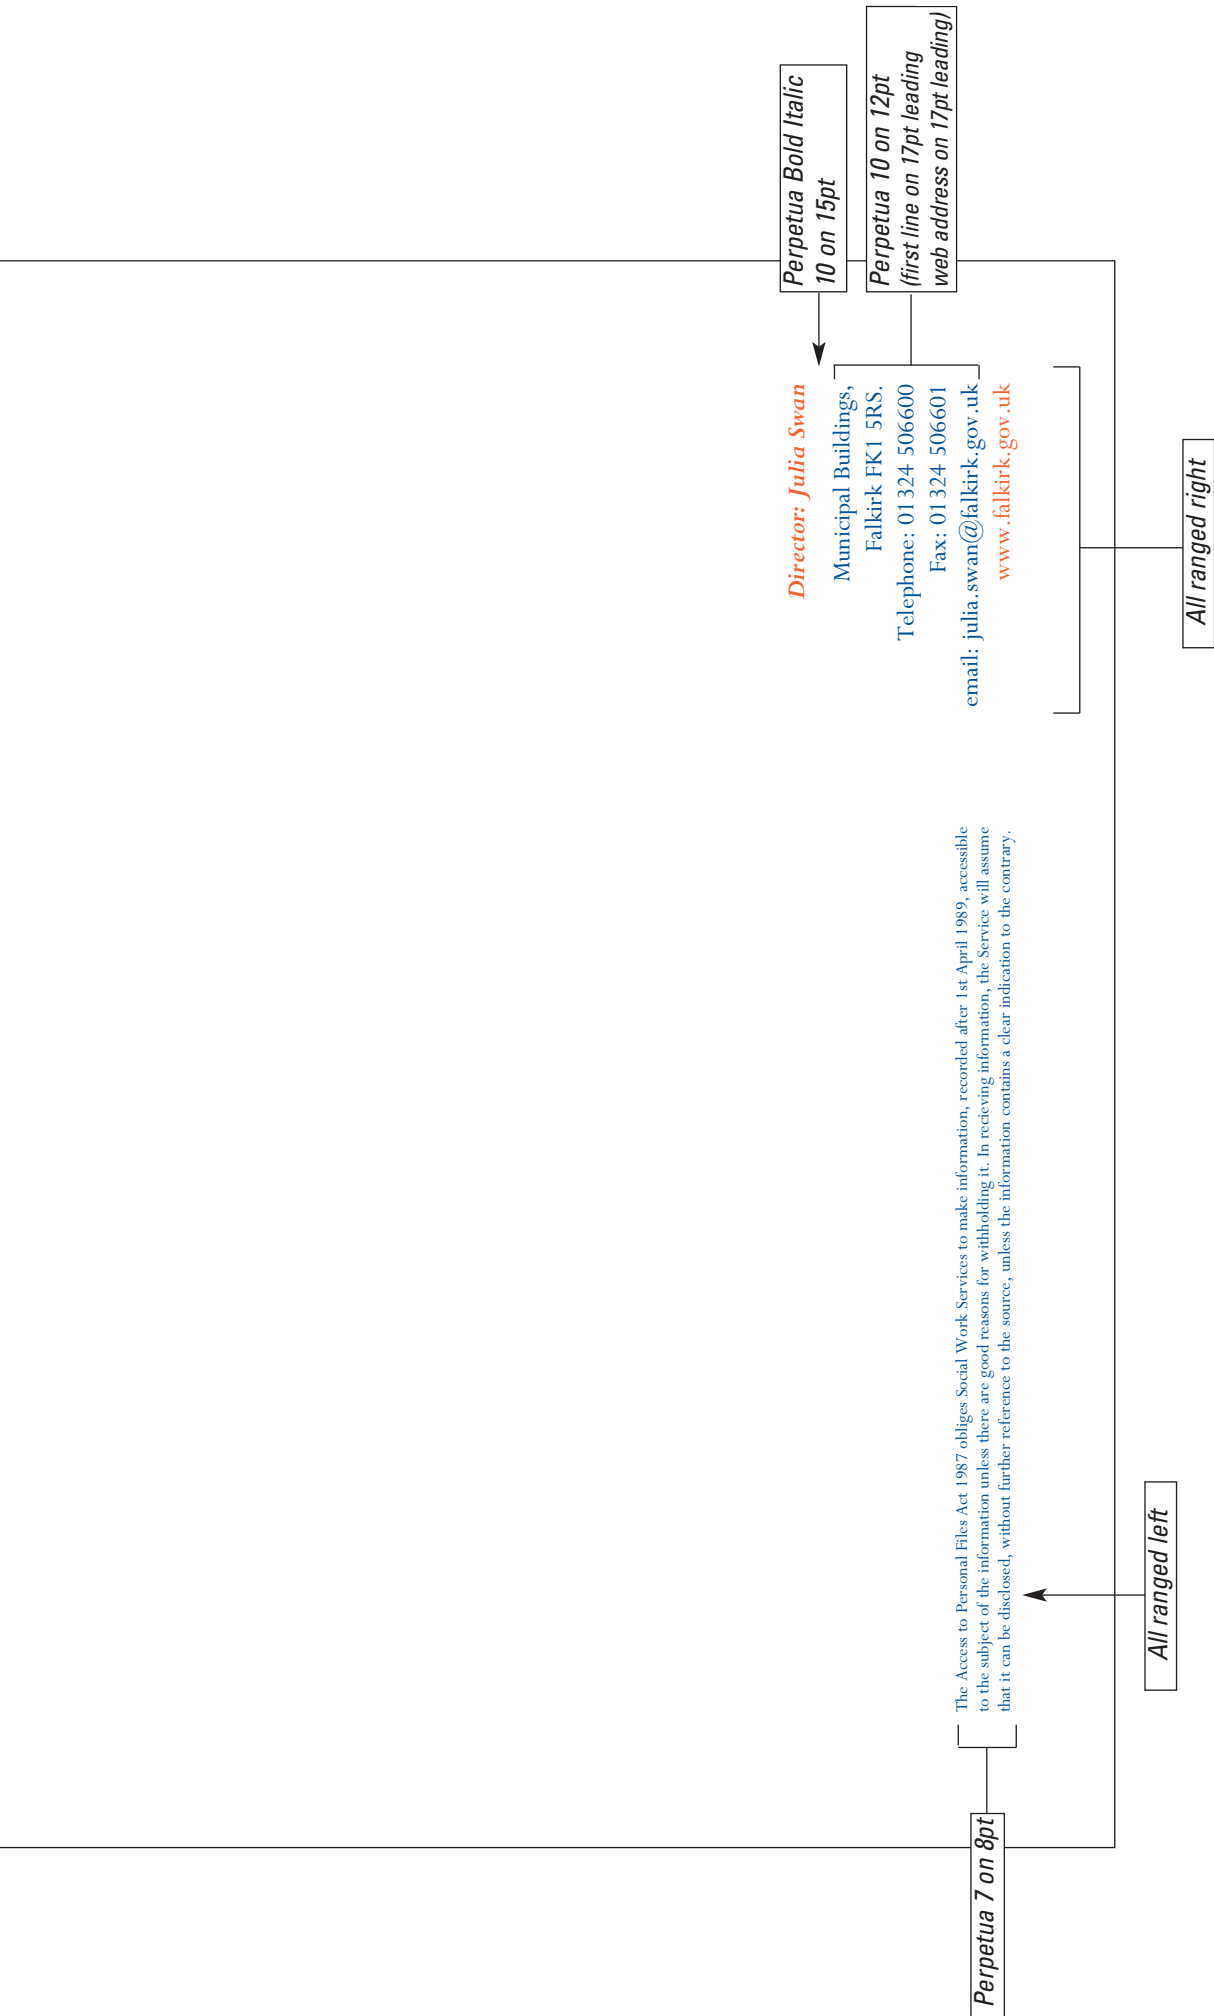 Perpetua Bold Italic
10 on 15pt
Perpetua 10 on 12pt
(first line on 17pt leading
web address on 17pt leading)
Director: Julia Swan
Municipal Buildings,
Falkirk FK1 5RS.
Telephone: 01324 506600
Fax: 01324 506601
email: julia.swan@falkirk.gov.uk
www.falkirk.gov.uk
All ranged right
Perpetua 7 on 8pt
The Access to Personal Files Act 1987 obliges Social Work Services to make information, recorded after 1st April 1989, accessible
to the subject of the information unless there are good reasons for withholding it. In recieving information, the Service will assume
that it can be disclosed, without further reference to the source, unless the information contains a clear indication to the contrary.
All ranged left